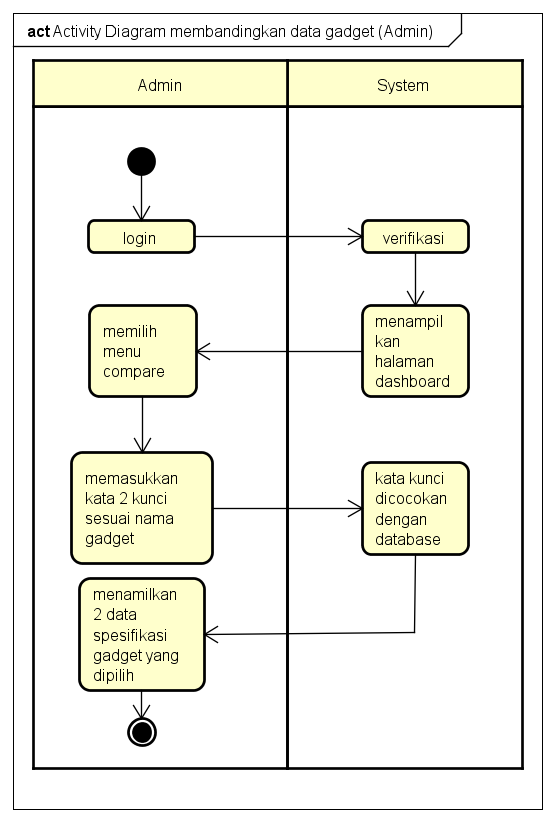 act Activity Diagram membandingkan data gadget (Admin)
Admin
System
login
verifikasi
menampil
kan
halaman
dashboard
memilih
menu
compare
memasukkan
kata 2 kunci
sesuai nama
gadget
kata kunci
dicocokan
dengan
database
menamilkan
2 data
spesifikasi
gadget yang
dipilih